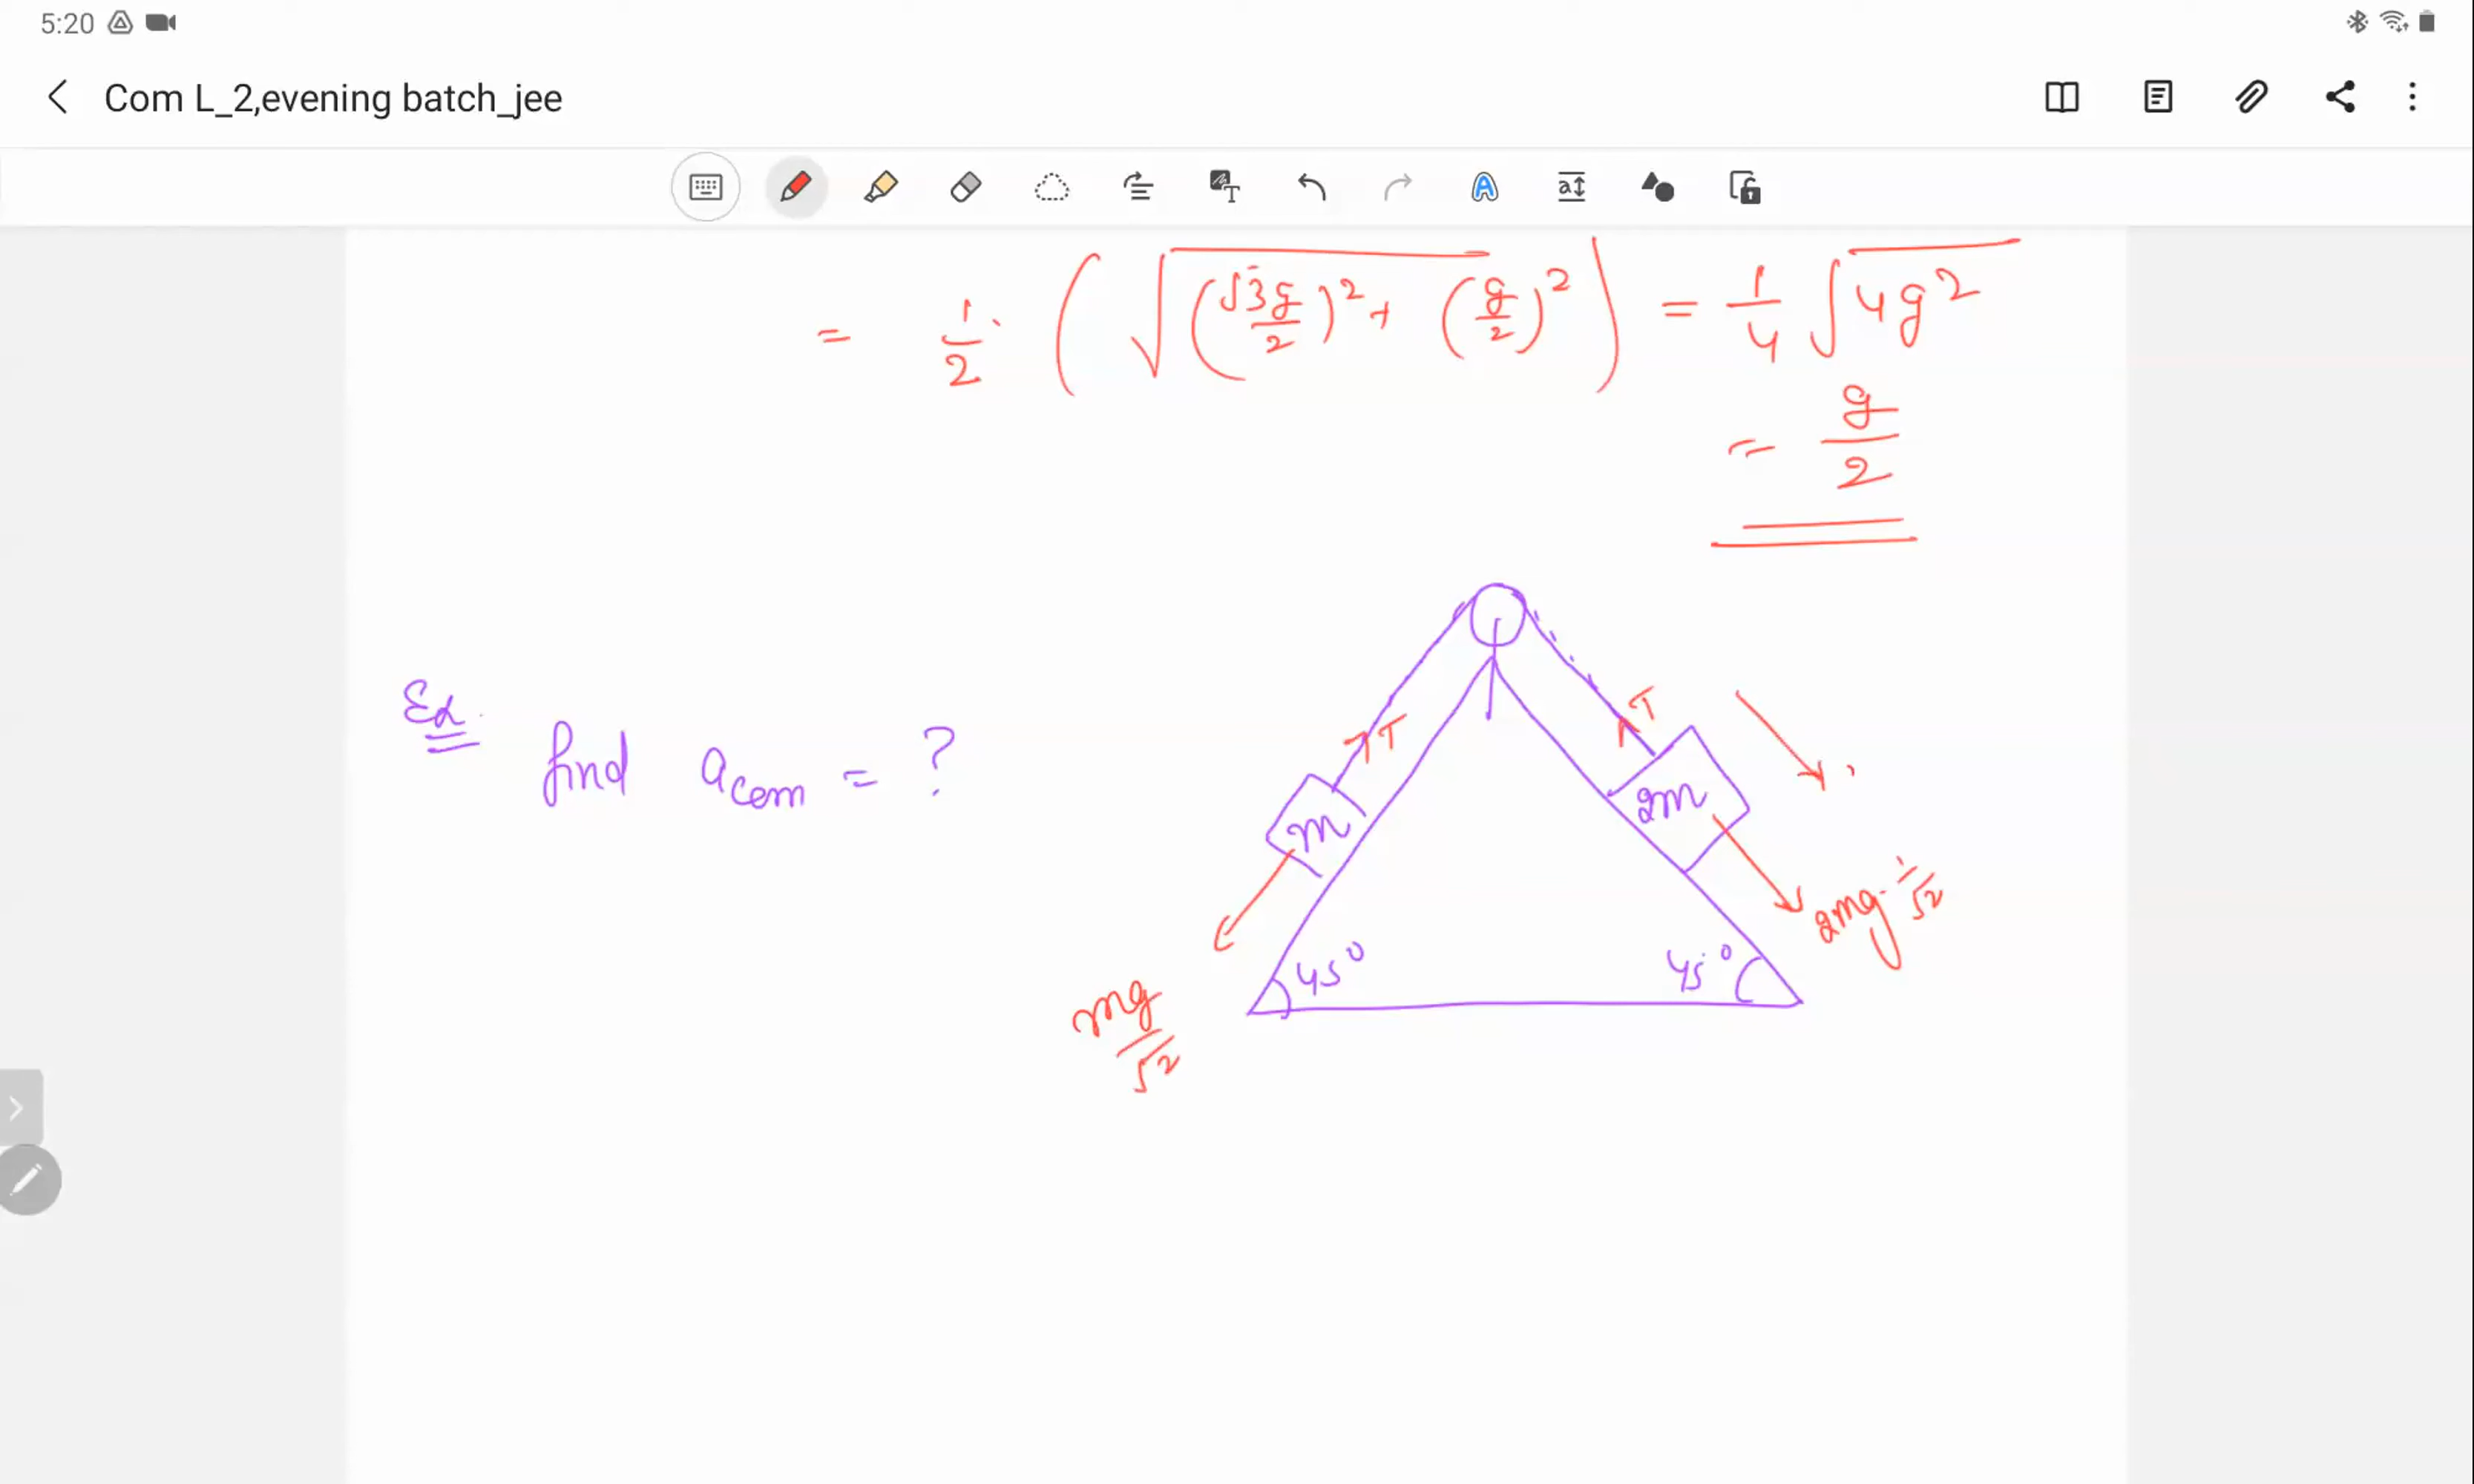 5:20
Com L_2,evening batch_jee
= 1/2 · ( √((√3g/2)² + (g/2)²) ) = 1/4 √4g²
= g/2
Ex. find acom = ?
T
T
m
2m
2mg · 1/√2
45°
45°
mg/√2